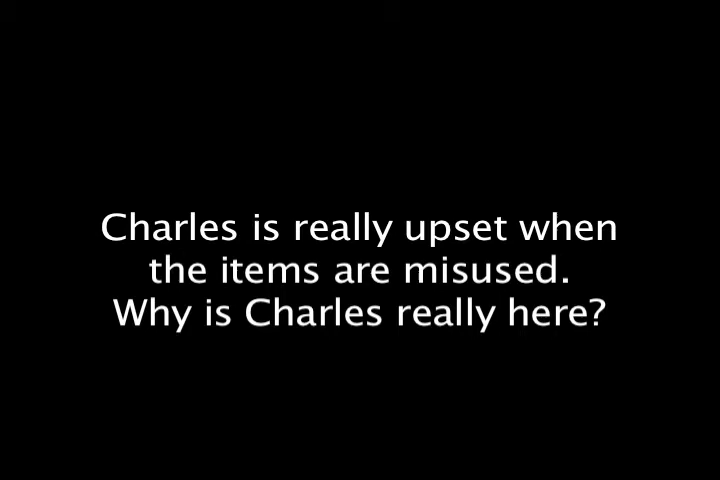 Charles is really upset when
the items are misused.
Why is Charles really here?